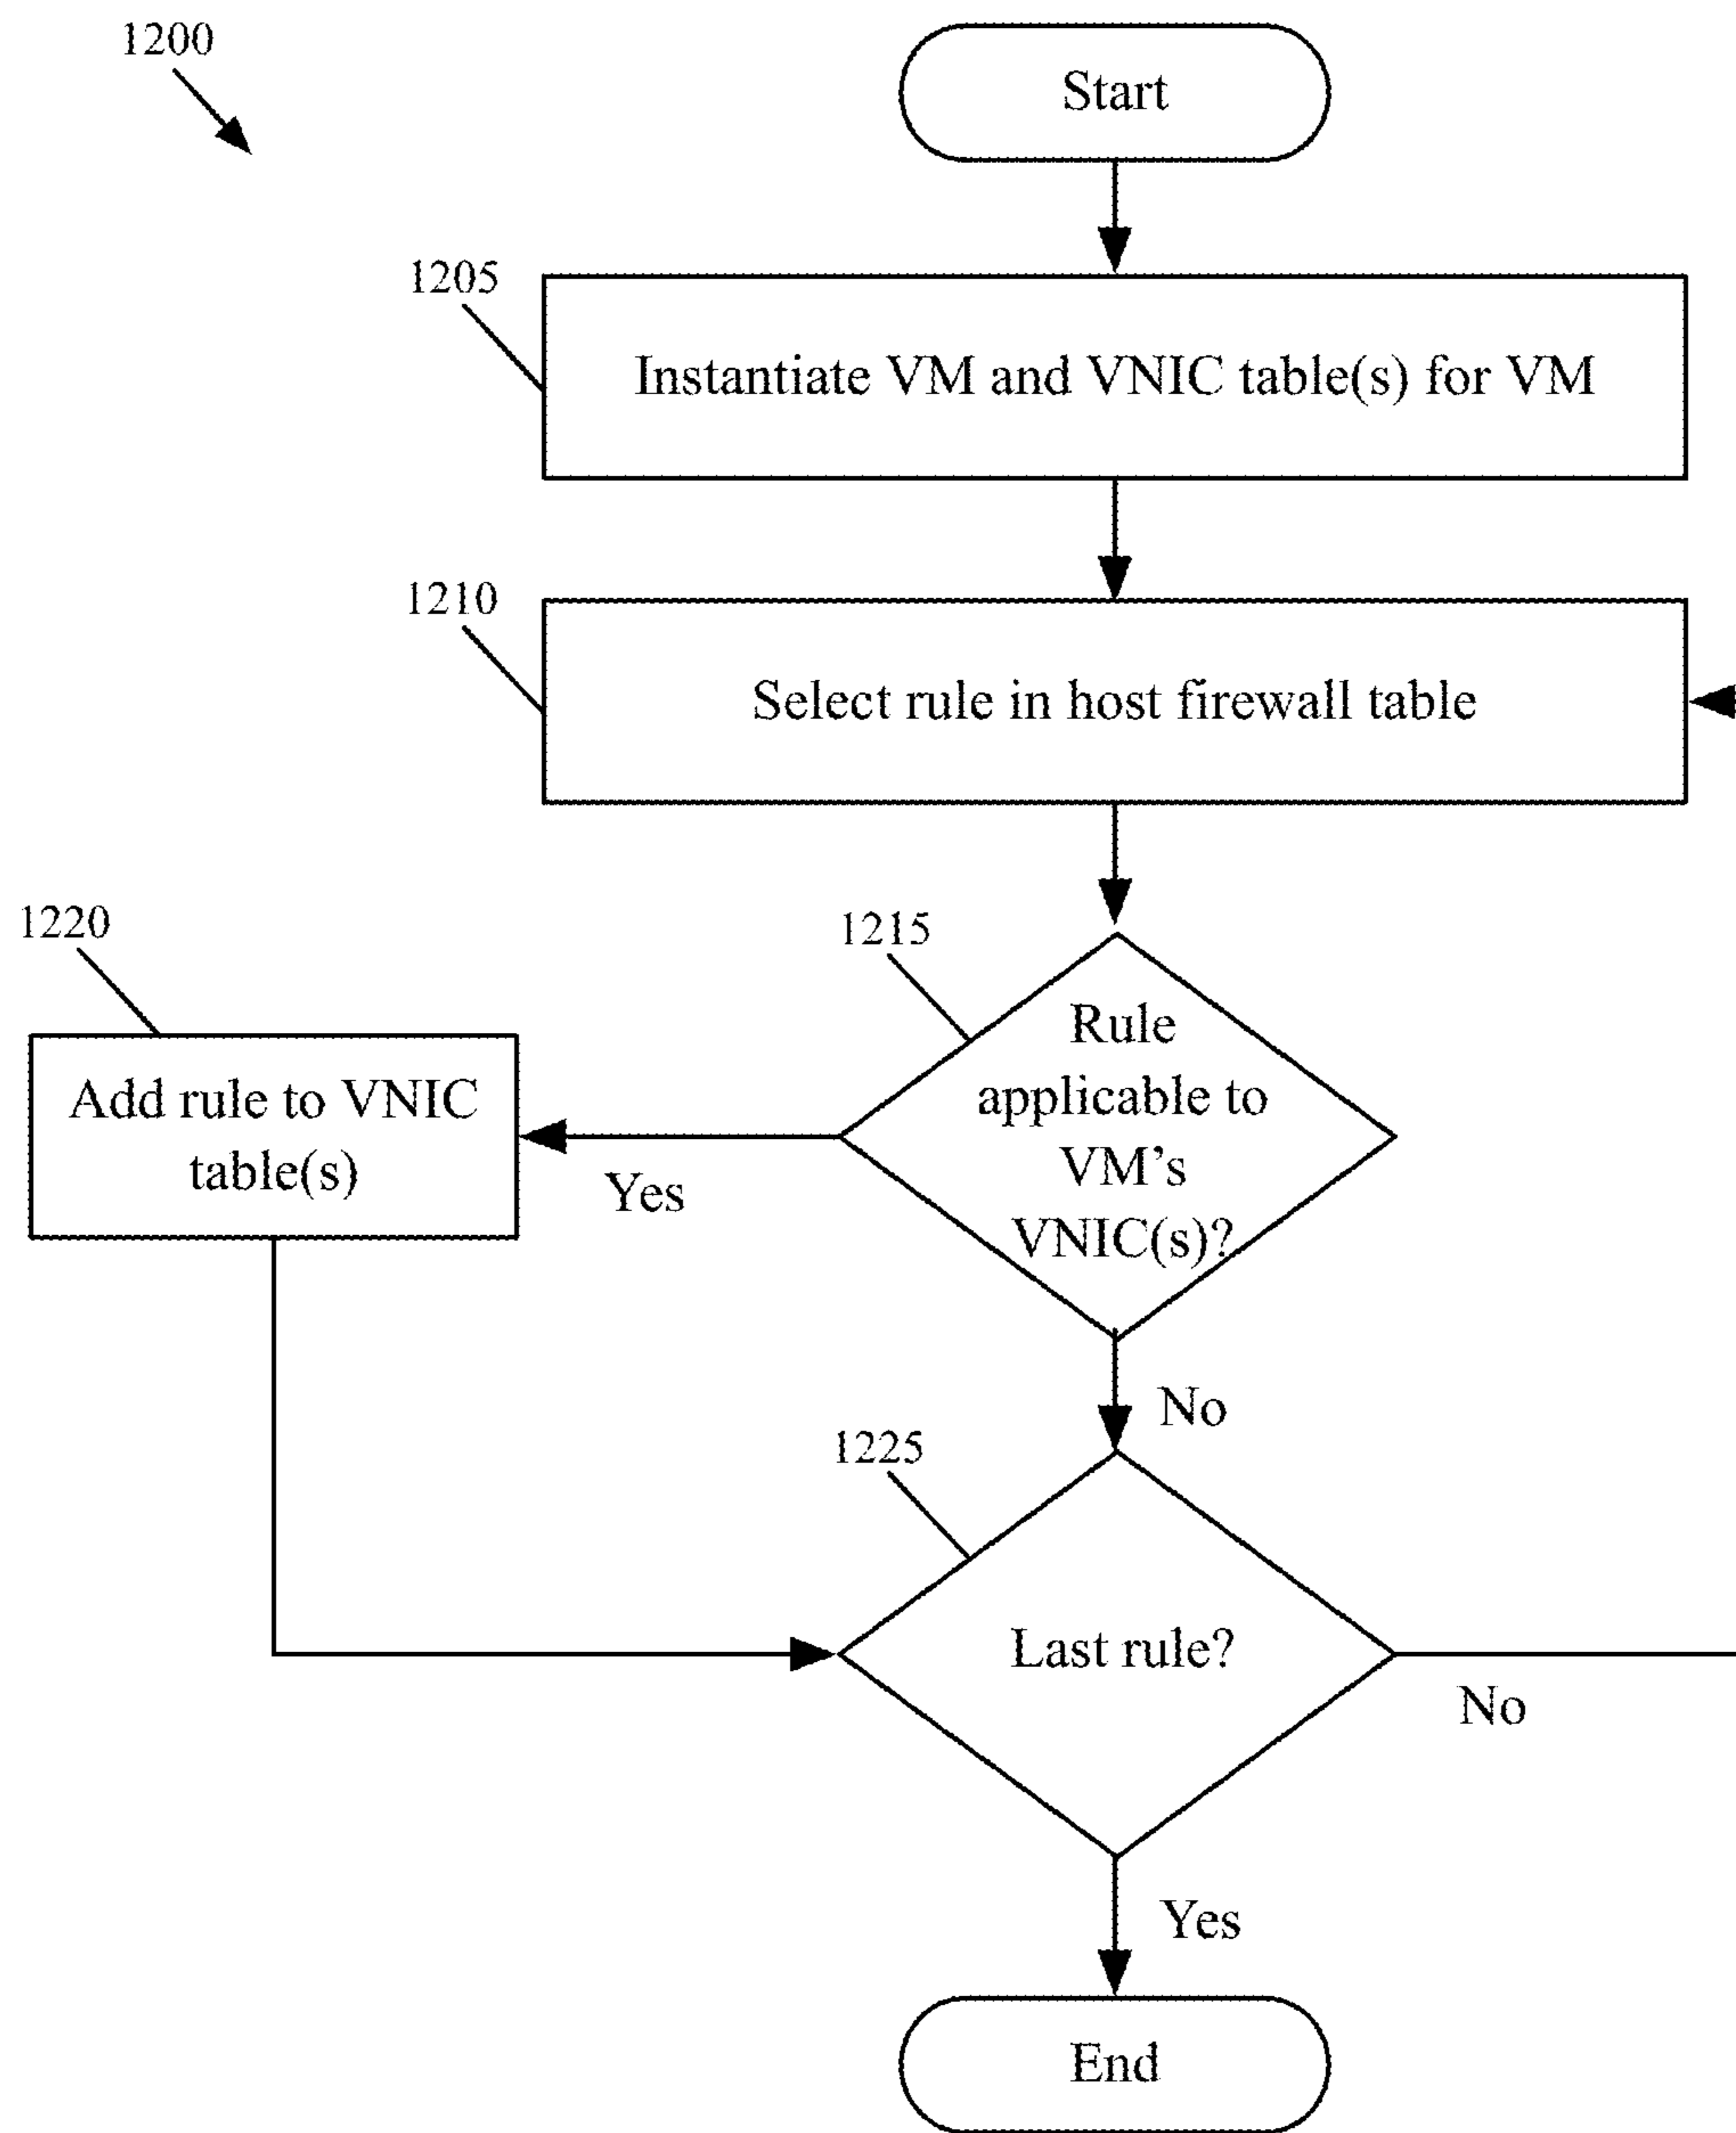 1200
Start
1205
Instantiate VM and VNIC table(s) for VM
1210
Select rule in host firewall table
1220
1215
Rule
applicable to
VM’s
VNIC(s)?
Add rule to VNIC
table(s)
Yes
No
1225
Last rule?
No
Yes
End